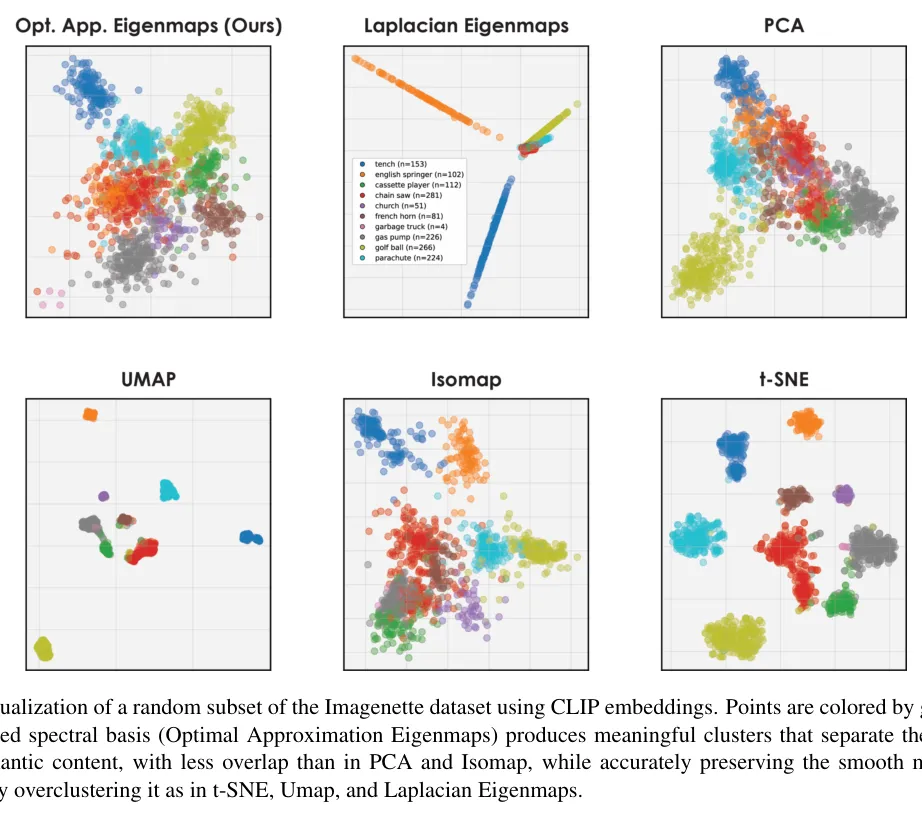 Opt. App. Eigenmaps (Ours)
Laplacian Eigenmaps
PCA
tench (n=153)
english springer (n=102)
cassette player (n=112)
chain saw (n=281)
church (n=51)
french horn (n=81)
garbage truck (n=4)
gas pump (n=226)
golf ball (n=266)
parachute (n=224)
UMAP
Isomap
t-SNE
ualization of a random subset of the Imagenette dataset using CLIP embeddings. Points are colored by
ed spectral basis (Optimal Approximation Eigenmaps) produces meaningful clusters that separate the
antic content, with less overlap than in PCA and Isomap, while accurately preserving the smooth
y overclustering it as in t-SNE, Umap, and Laplacian Eigenmaps.